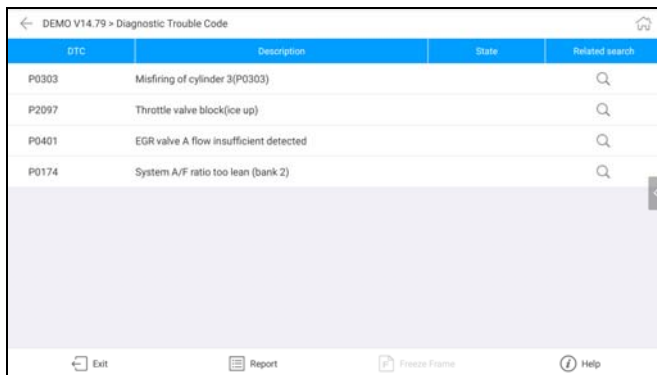 DEMO V14.79 > Diagnostic Trouble Code
DTC Description State Related search
P0303 Misfiring of cylinder 3(P0303)
P2097 Throttle valve block(ice up)
P0401 EGR valve A flow insufficient detected
P0174 System A/F ratio too lean (bank 2)
Exit Report Freeze Frame Help